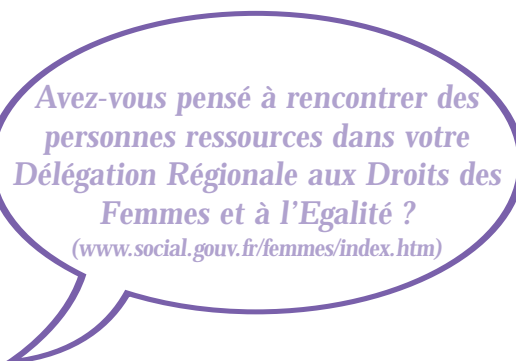 Avez-vous pensé à rencontrer des
personnes ressources dans votre
Délégation Régionale aux Droits des
Femmes et à l’Egalité ?
(www.social.gouv.fr/femmes/index.htm)